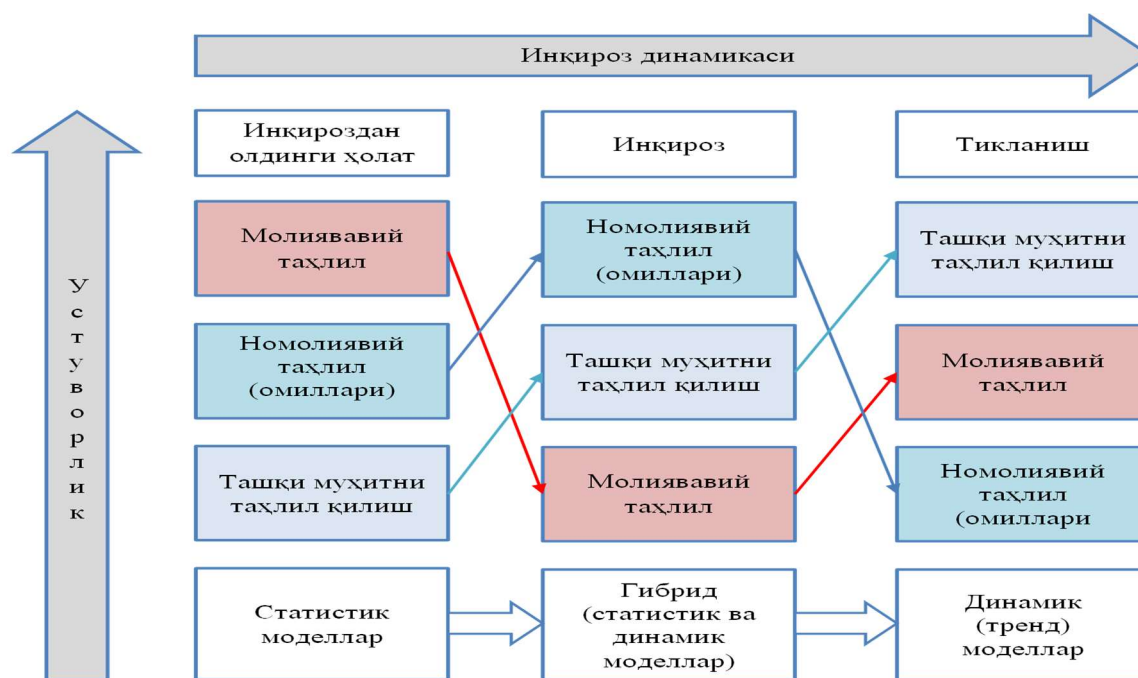 Инқироз динамикаси
Инқироздан
олдинги ҳолат
Инқироз
Тикланиш
Устуворлик
Молиявавий
таҳлил
Номолиявий
таҳлил
(омиллари)
Ташқи муҳитни
таҳлил қилиш
Номолиявий
таҳлил
(омиллари)
Ташқи муҳитни
таҳлил қилиш
Молиявавий
таҳлил
Ташқи муҳитни
таҳлил қилиш
Молиявавий
таҳлил
Номолиявий
таҳлил
(омиллари
Статистик
моделлар
Гибрид
(статистик ва
динамик
моделлар)
Динамик
(тренд)
моделлар